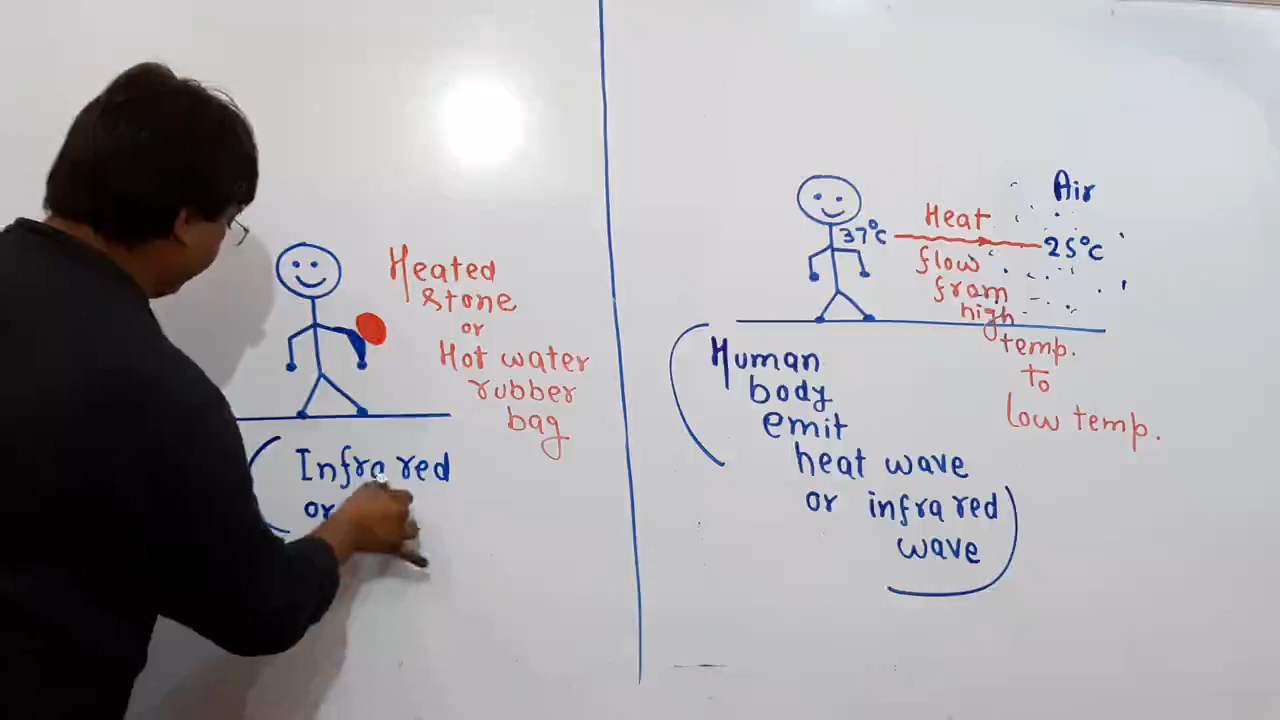 Heated
stone
or
Hot water
rubber
bag
Infrared
or
Air
Heat
37°C
25°C
flow
from
high
temp.
to
low temp.
Human
body
emit
heat wave
or infrared
wave